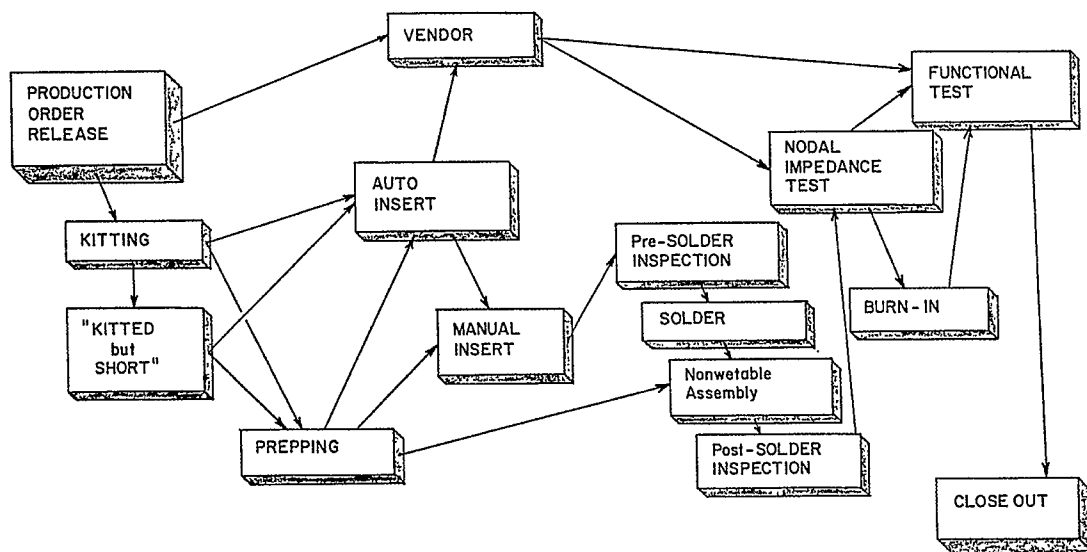 PRODUCTION
ORDER
RELEASE
VENDOR
FUNCTIONAL
TEST
NODAL
IMPEDANCE
TEST
AUTO
INSERT
KITTING
Pre-SOLDER
INSPECTION
"KITTED
but
SHORT"
MANUAL
INSERT
SOLDER
BURN-IN
Nonwetable
Assembly
PREPPING
Post-SOLDER
INSPECTION
CLOSE OUT